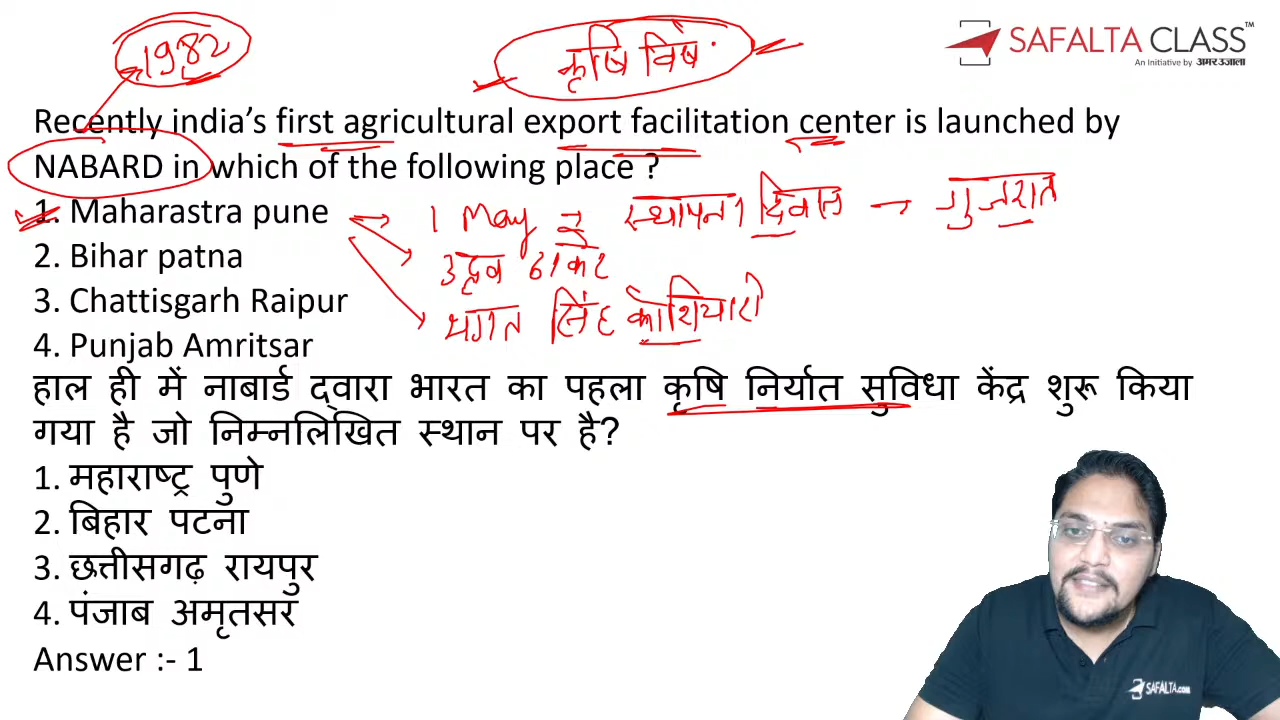 1982
कृषि विष
SAFALTA CLASS™
An Initiative by अमर उजाला
Recently india's first agricultural export facilitation center is launched by
NABARD in which of the following place ?
1. Maharastra pune
1 May स्थापना दिवस → गुजरात
2. Bihar patna
उद्धव ठाकरे
3. Chattisgarh Raipur
भगत सिंह कोशियारी
4. Punjab Amritsar
हाल ही में नाबार्ड द्वारा भारत का पहला कृषि निर्यात सुविधा केंद्र शुरू किया
गया है जो निम्नलिखित स्थान पर है?
1. महाराष्ट्र पुणे
2. बिहार पटना
3. छत्तीसगढ़ रायपुर
4. पंजाब अमृतसर
Answer :- 1
SAFALTA.com